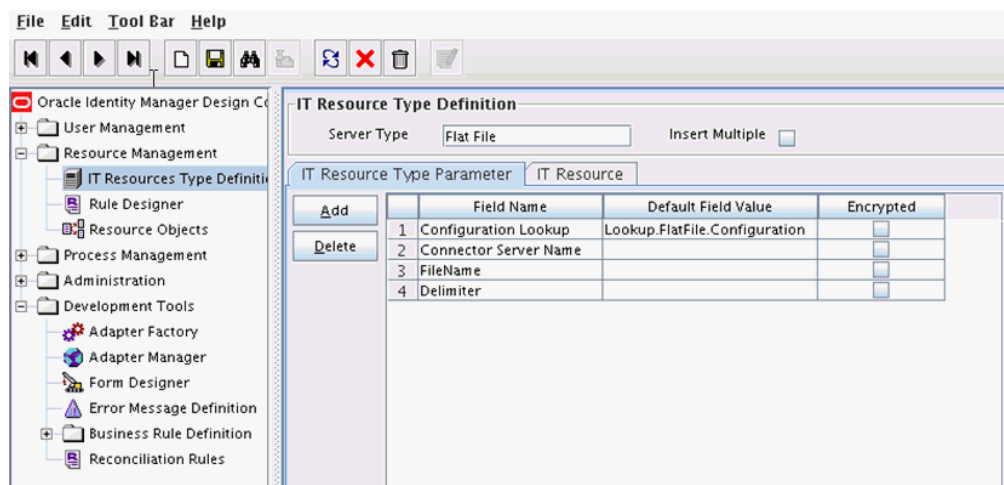 File Edit Tool Bar Help
Oracle Identity Manager Design Co
User Management
Resource Management
IT Resources Type Definiti
Rule Designer
Resource Objects
Process Management
Administration
Development Tools
Adapter Factory
Adapter Manager
Form Designer
Error Message Definition
Business Rule Definition
Reconciliation Rules
IT Resource Type Definition
Server Type Flat File Insert Multiple
IT Resource Type Parameter IT Resource
Add
Delete
Field Name Default Field Value Encrypted
1 Configuration Lookup Lookup.FlatFile.Configuration
2 Connector Server Name
3 FileName
4 Delimiter